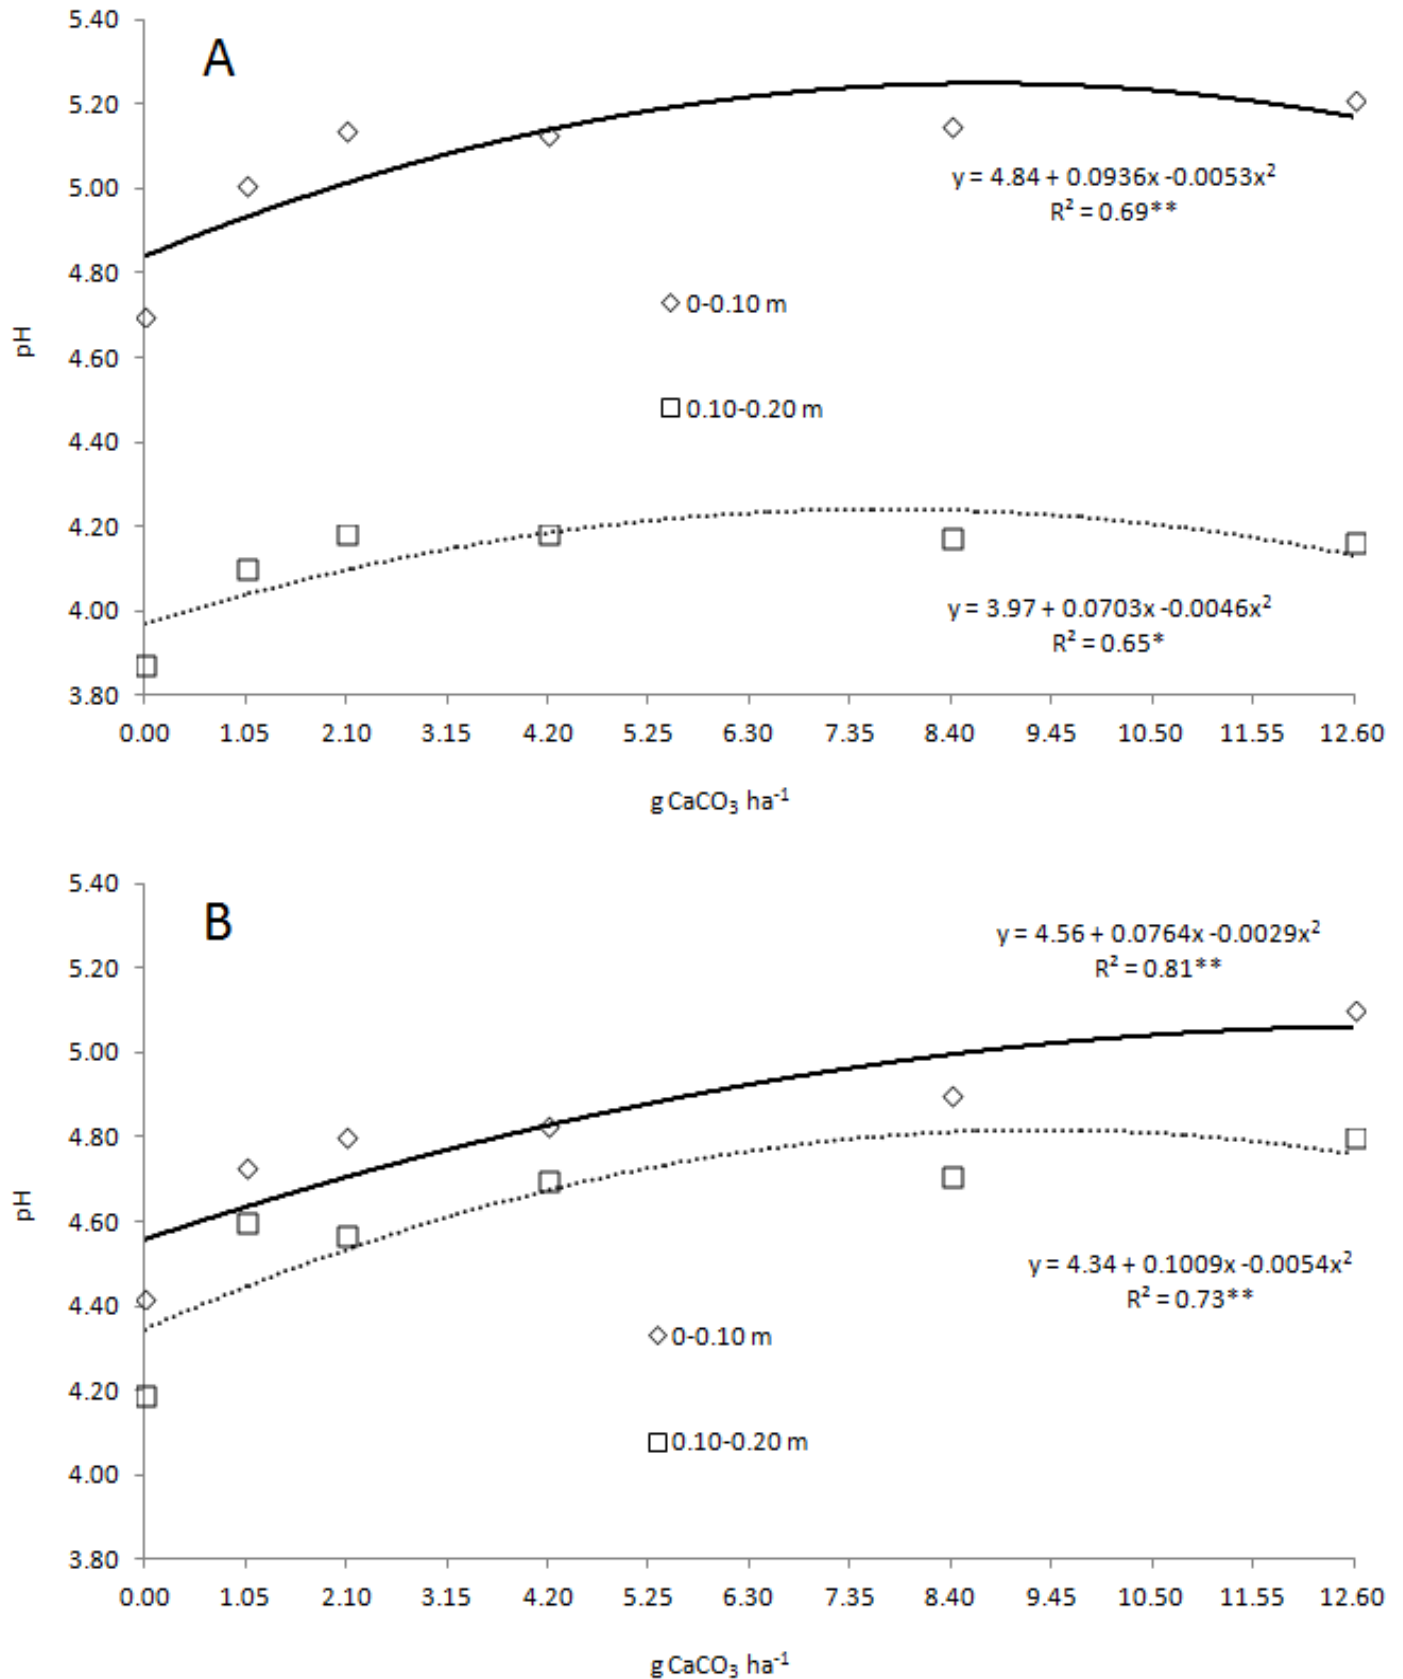 5.40
A
5.20
y = 4.84 + 0.0936x -0.0053x²
R² = 0.69**
5.00
4.80
◇ 0-0.10 m
4.60
pH
□ 0.10-0.20 m
4.40
4.20
4.00
y = 3.97 + 0.0703x -0.0046x²
R² = 0.65*
3.80
0.00 1.05 2.10 3.15 4.20 5.25 6.30 7.35 8.40 9.45 10.50 11.55 12.60
g CaCO₃ ha⁻¹
5.40
B
y = 4.56 + 0.0764x -0.0029x²
R² = 0.81**
5.20
5.00
4.80
4.60
pH
y = 4.34 + 0.1009x -0.0054x²
R² = 0.73**
4.40
◇ 0-0.10 m
4.20
□ 0.10-0.20 m
4.00
3.80
0.00 1.05 2.10 3.15 4.20 5.25 6.30 7.35 8.40 9.45 10.50 11.55 12.60
g CaCO₃ ha⁻¹